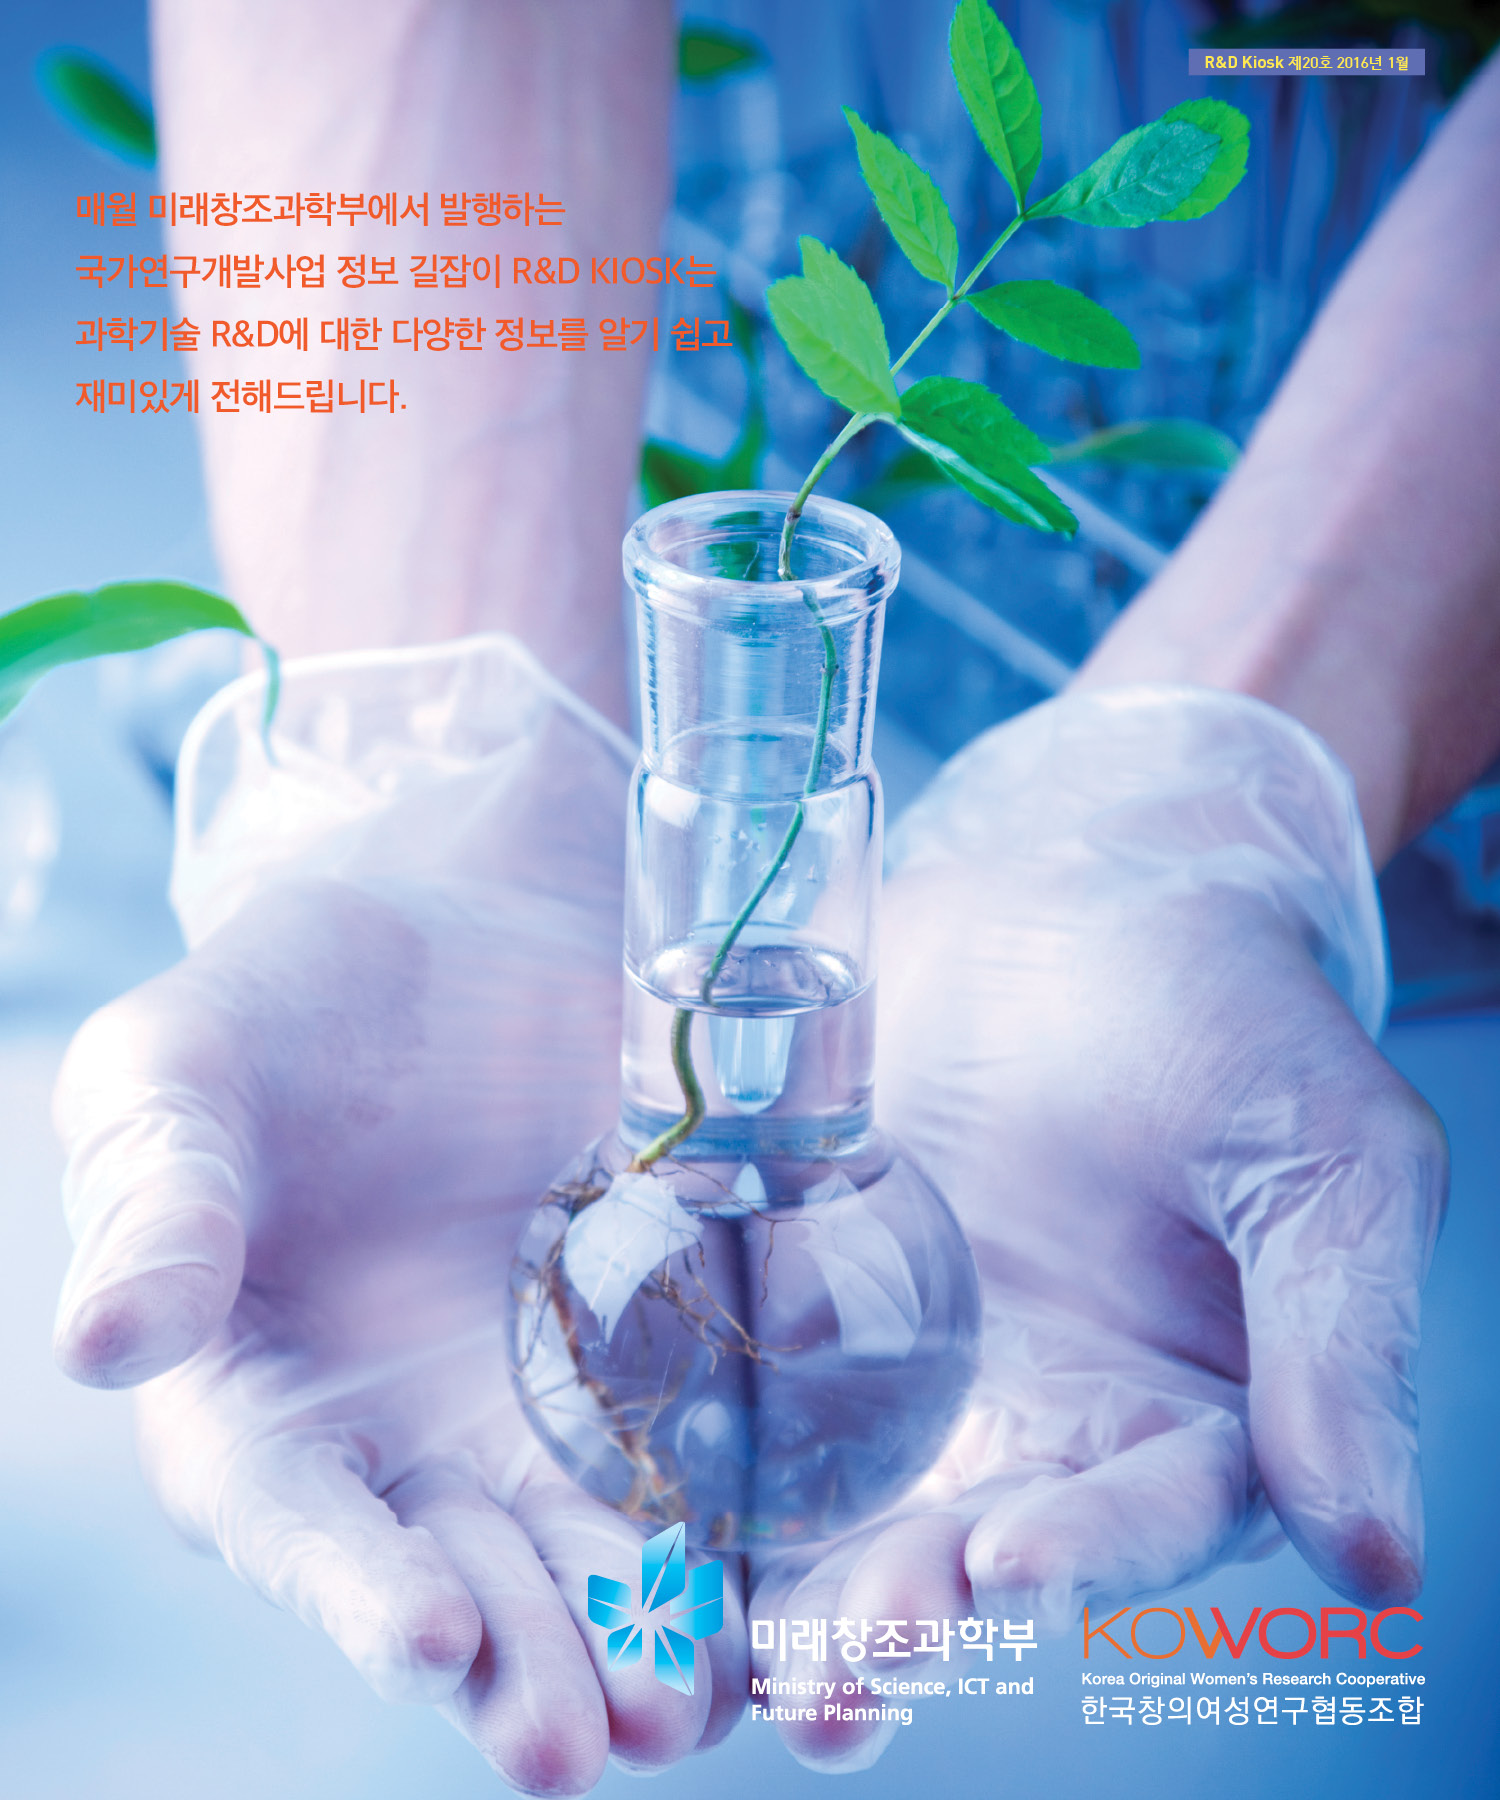 R&D Kiosk 제20호 2016년 1월
매월 미래창조과학부에서 발행하는
국가연구개발사업 정보 길잡이 R&D KIOSK는
과학기술 R&D에 대한 다양한 정보를 알기 쉽고
재미있게 전해드립니다.
미래창조과학부
Ministry of Science, ICT and
Future Planning
KOWORC
Korea Original Women's Research Cooperative
한국창의여성연구협동조합